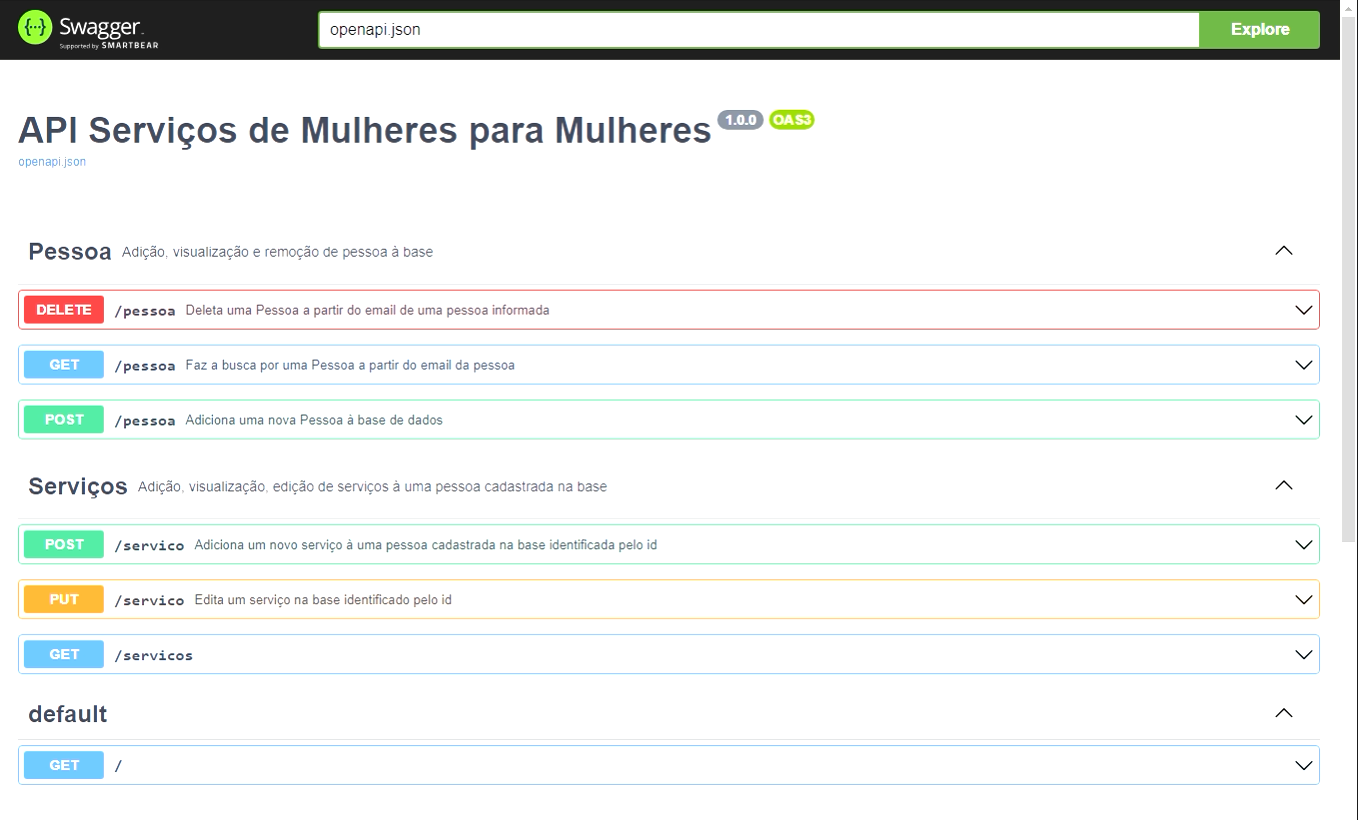 Swagger
Supported by SMARTBEAR
openapi.json
Explore
API Serviços de Mulheres para Mulheres 1.0.0 OAS3
openapi.json
Pessoa Adição, visualização e remoção de pessoa à base
DELETE /pessoa Deleta uma Pessoa a partir do email de uma pessoa informada
GET /pessoa Faz a busca por uma Pessoa a partir do email da pessoa
POST /pessoa Adiciona uma nova Pessoa à base de dados
Serviços Adição, visualização, edição de serviços à uma pessoa cadastrada na base
POST /servico Adiciona um novo serviço à uma pessoa cadastrada na base identificada pelo id
PUT /servico Edita um serviço na base identificado pelo id
GET /servicos
default
GET /